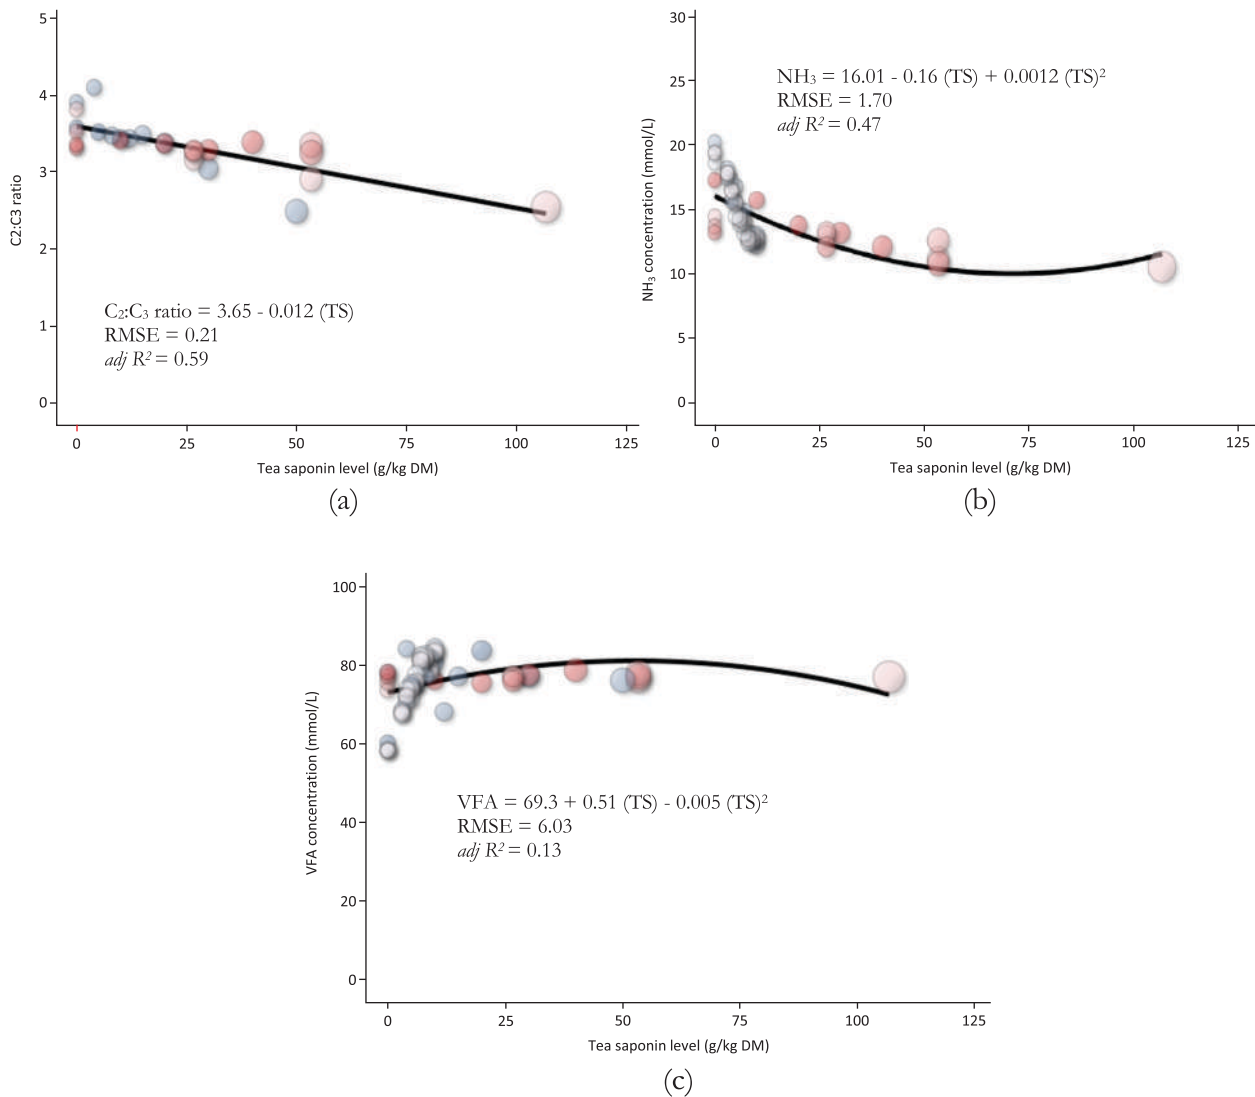 5
4
3
2
1
0
C2:C3 ratio
C₂:C₃ ratio = 3.65 - 0.012 (TS)
RMSE = 0.21
adj R² = 0.59
0 25 50 75 100 125
Tea saponin level (g/kg DM)
(a)
30
25
20
15
10
5
0
NH₃ concentration (mmol/L)
NH₃ = 16.01 - 0.16 (TS) + 0.0012 (TS)²
RMSE = 1.70
adj R² = 0.47
0 25 50 75 100 125
Tea saponin level (g/kg DM)
(b)
100
80
60
40
20
0
VFA concentration (mmol/L)
VFA = 69.3 + 0.51 (TS) - 0.005 (TS)²
RMSE = 6.03
adj R² = 0.13
0 25 50 75 100 125
Tea saponin level (g/kg DM)
(c)